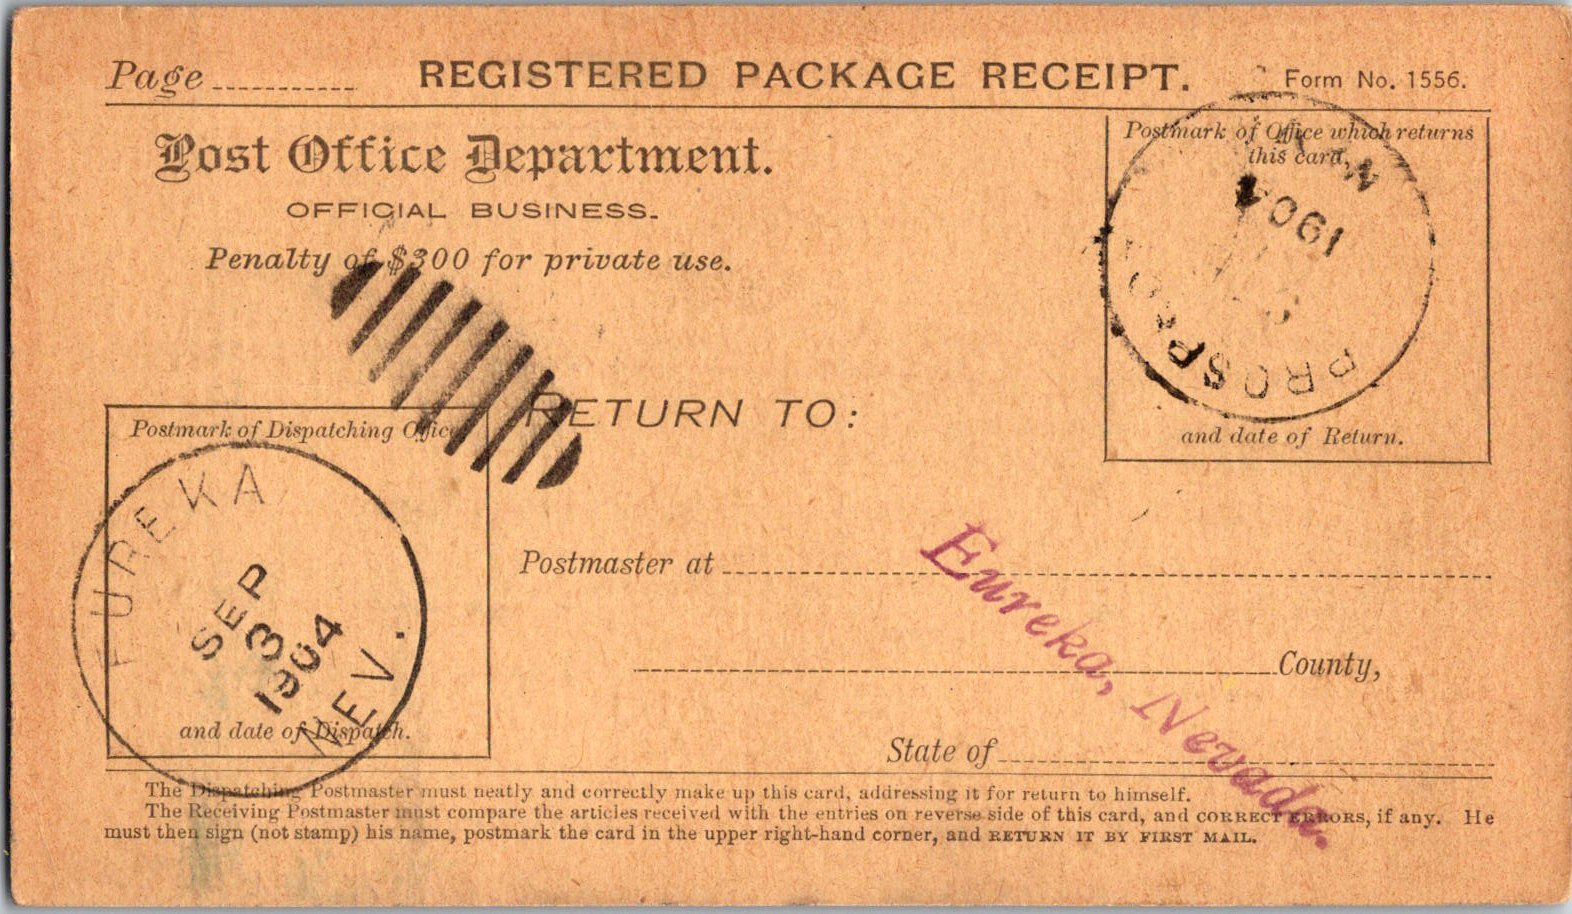 Page
REGISTERED PACKAGE RECEIPT.
Form No. 1556.
Post Office Department.
OFFICIAL BUSINESS.
Penalty of $300 for private use.
Postmark of Office which returns
this card,
1904
PROSPRO
and date of Return.
RETURN TO:
Postmark of Dispatching Office
EUREKA
SEP
3
1904
NEV.
and date of Dispatch.
Postmaster at
Eureka, Nevada.
County,
State of
The Dispatching Postmaster must neatly and correctly make up this card, addressing it for return to himself.
The Receiving Postmaster must compare the articles received with the entries on reverse side of this card, and CORRECT ERRORS, if any. He
must then sign (not stamp) his name, postmark the card in the upper right-hand corner, and RETURN IT BY FIRST MAIL.